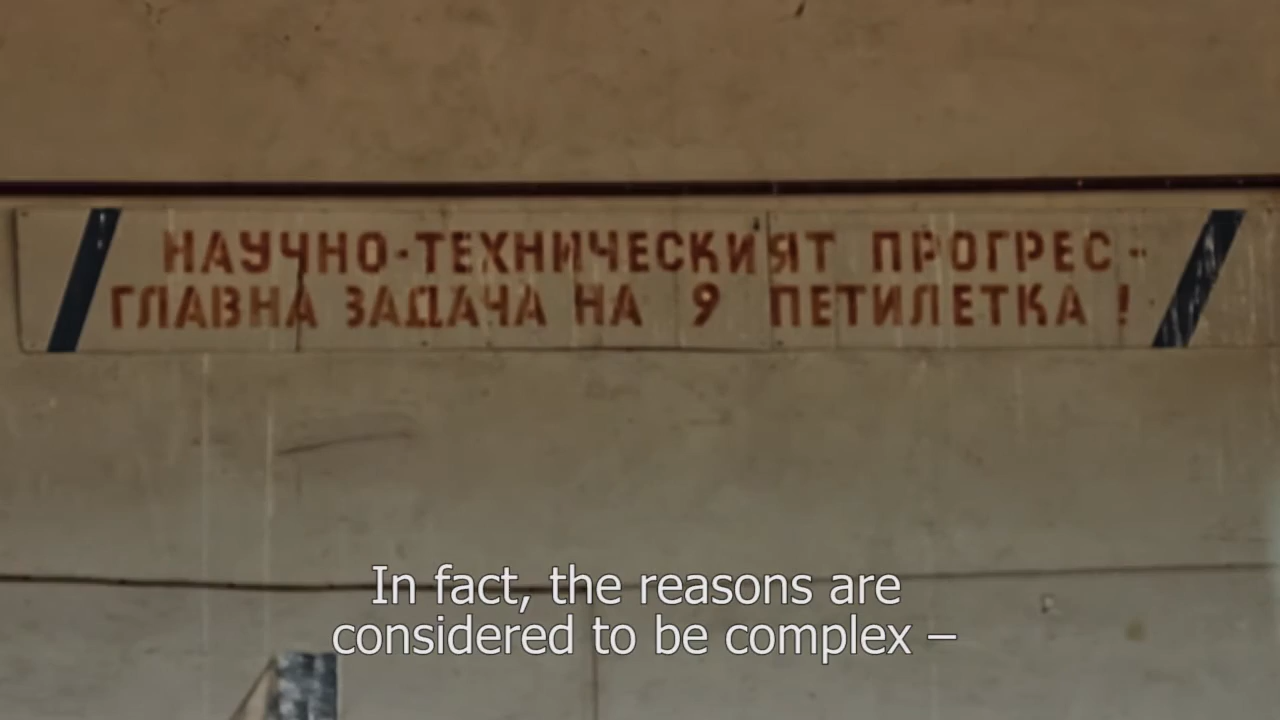 НАУЧНО-ТЕХНИЧЕСКИЯТ ПРОГРЕС-
ГЛАВНА ЗАДАЧА НА 9 ПЕТИЛЕТКА !
In fact, the reasons are
considered to be complex –